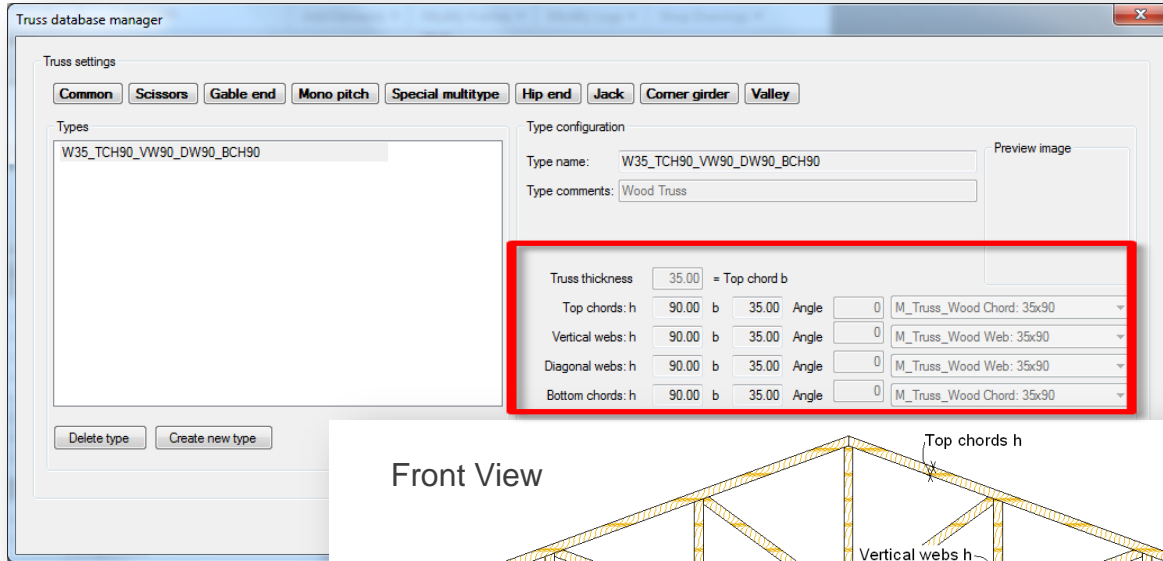 Truss database manager
Truss settings
Common Scissors Gable end Mono pitch Special multitype Hip end Jack Corner girder Valley
Types
W35_TCH90_VW90_DW90_BCH90
Delete type Create new type
Type configuration
Type name: W35_TCH90_VW90_DW90_BCH90
Type comments: Wood Truss
Preview image
Truss thickness 35.00 = Top chord b
Top chords: h 90.00 b 35.00 Angle 0 M_Truss_Wood Chord: 35x90
Vertical webs: h 90.00 b 35.00 Angle 0 M_Truss_Wood Web: 35x90
Diagonal webs: h 90.00 b 35.00 Angle 0 M_Truss_Wood Web: 35x90
Bottom chords: h 90.00 b 35.00 Angle 0 M_Truss_Wood Chord: 35x90
Front View
Top chords h
Vertical webs h